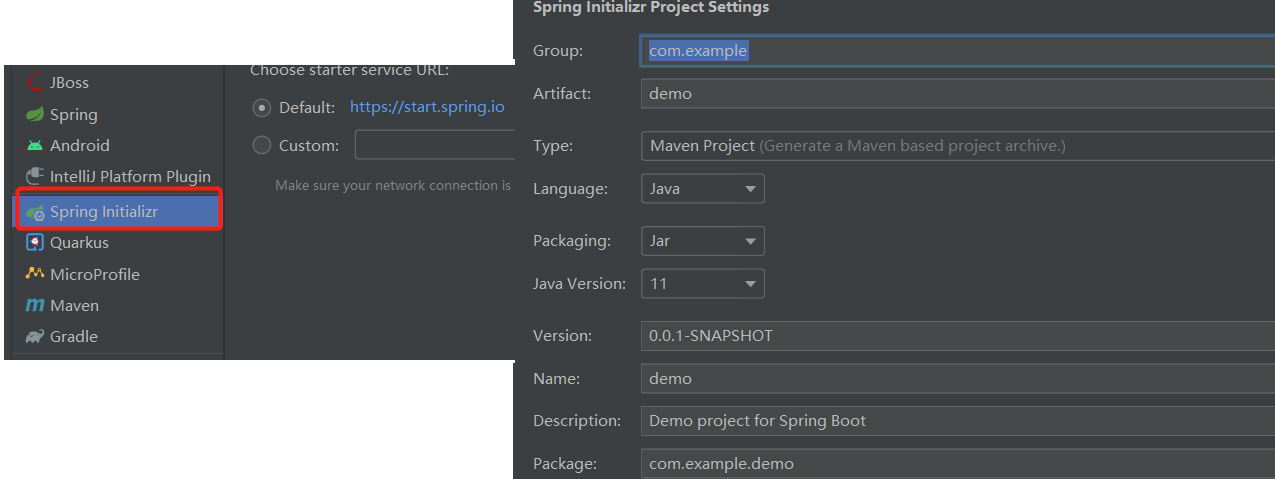 JBoss
Spring
Android
IntelliJ Platform Plugin
Spring Initializr
Quarkus
MicroProfile
Maven
Gradle
Choose starter service URL:
Default: https://start.spring.io
Custom:
Make sure your network connection is
Spring Initializr Project Settings
Group: com.example
Artifact: demo
Type: Maven Project (Generate a Maven based project archive.)
Language: Java
Packaging: Jar
Java Version: 11
Version: 0.0.1-SNAPSHOT
Name: demo
Description: Demo project for Spring Boot
Package: com.example.demo